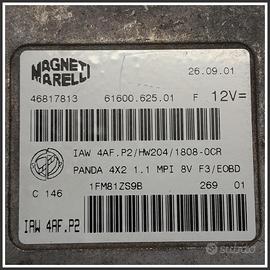 MAGNETI
MARELLI
26.09.01
46817813 61600.625.01 F 12V=
IAW 4AF.P2/HW204/1808-0CR
PANDA 4X2 1.1 MPI 8V F3/EOBD
C 146 1FM81ZS9B 269 01
IAW 4AF.P2
subito